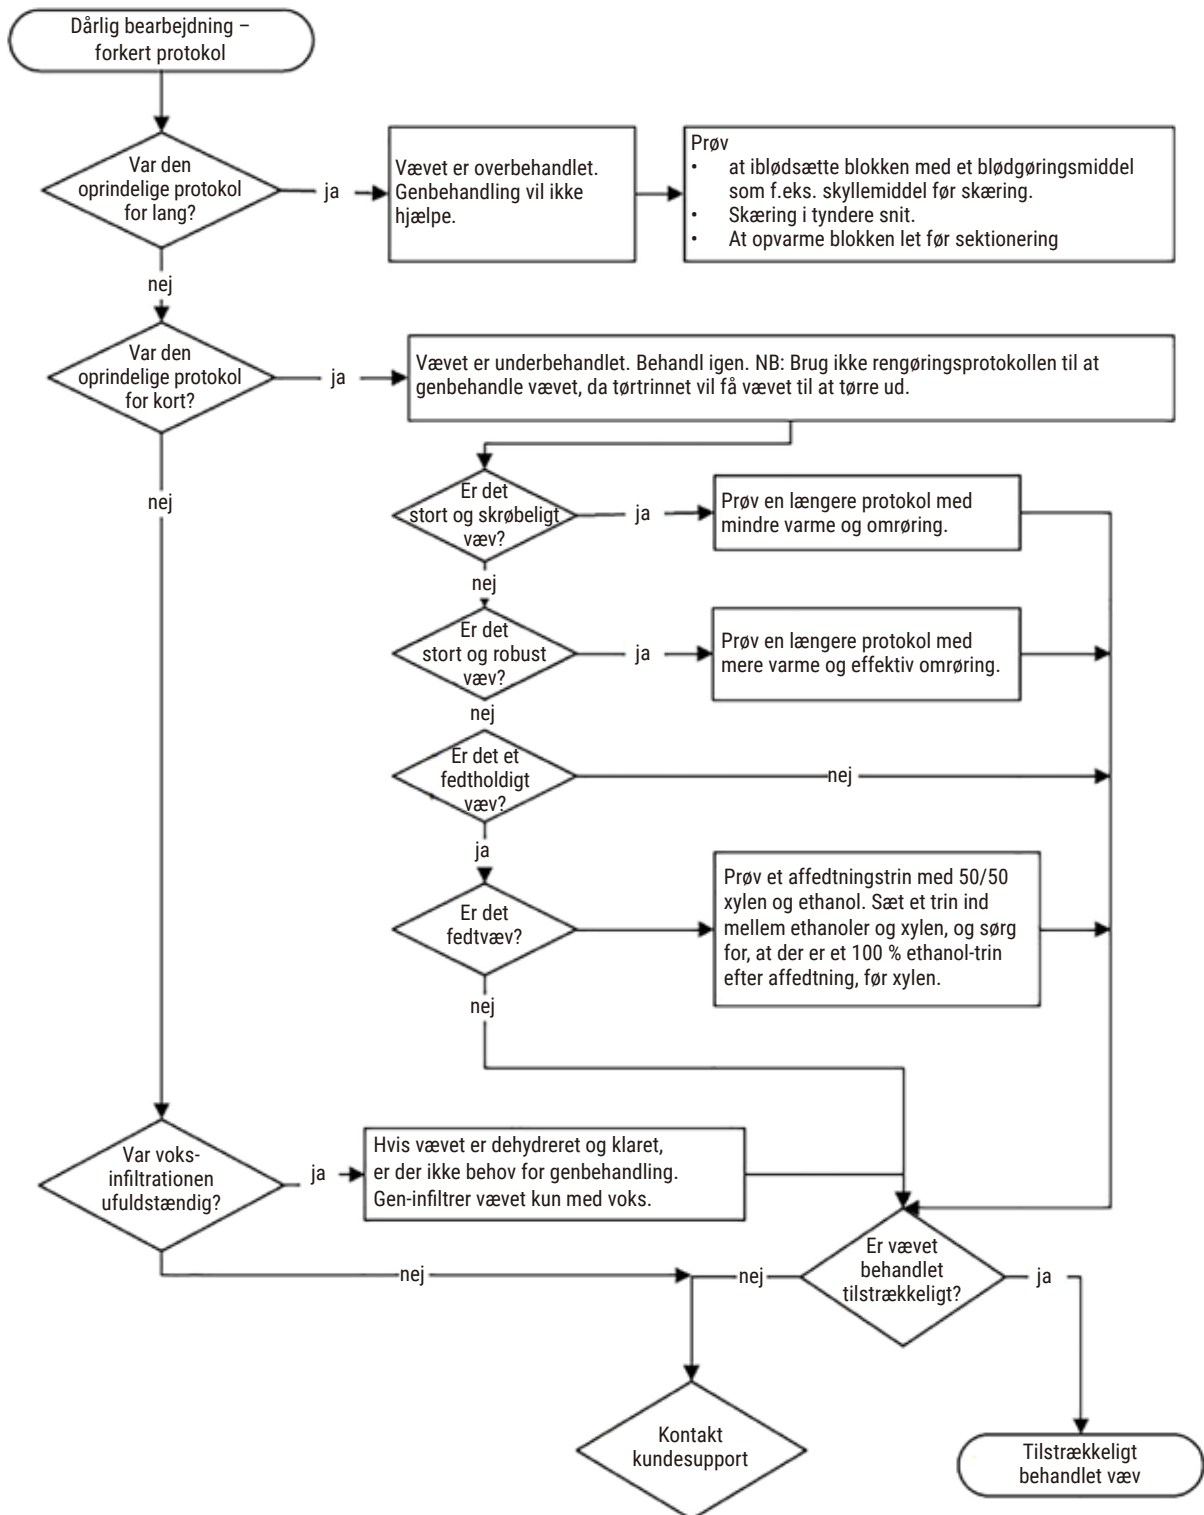 Dårlig bearbejdning –
forkert protokol
Var den
oprindelige protokol
for lang?
ja
Vævet er overbehandlet.
Genbehandling vil ikke
hjælpe.
Prøv
• at iblødsætte blokken med et blødgøringsmiddel
som f.eks. skyllemiddel før skæring.
• Skæring i tyndere snit.
• At opvarme blokken let før sektionering
nej
Var den
oprindelige protokol
for kort?
ja
Vævet er underbehandlet. Behandl igen. NB: Brug ikke rengøringsprotokollen til at
genbehandle vævet, da tørtrinnet vil få vævet til at tørre ud.
nej
Er det
stort og skrøbeligt
væv?
ja
Prøv en længere protokol med
mindre varme og omrøring.
nej
Er det
stort og robust
væv?
ja
Prøv en længere protokol med
mere varme og effektiv omrøring.
nej
Er det et
fedtholdigt
væv?
nej
ja
Er det
fedtvæv?
Prøv et affedtningstrin med 50/50
xylen og ethanol. Sæt et trin ind
mellem ethanoler og xylen, og sørg
for, at der er et 100 % ethanol-trin
efter affedtning, før xylen.
nej
Var voks-
infiltrationen
ufuldstændig?
ja
Hvis vævet er dehydreret og klaret,
er der ikke behov for genbehandling.
Gen-infiltrer vævet kun med voks.
nej
Er vævet
behandlet
tilstrækkeligt?
nej
ja
Kontakt
kundesupport
Tilstrækkeligt
behandlet væv